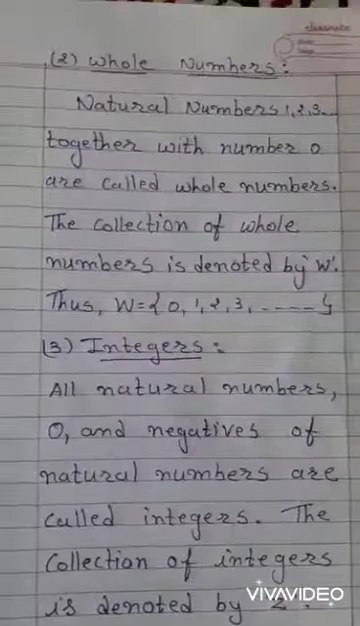 classmate
(2) Whole Numbers:
Natural Numbers 1,2,3...
together with number 0
are called whole numbers.
The collection of whole
numbers is denoted by 'W'.
Thus, W={ 0, 1, 2, 3, ----- }
(3) Integers:
All natural numbers,
0, and negatives of
natural numbers are
called integers. The
Collection of integers
is denoted by Z.
VIVAVIDEO